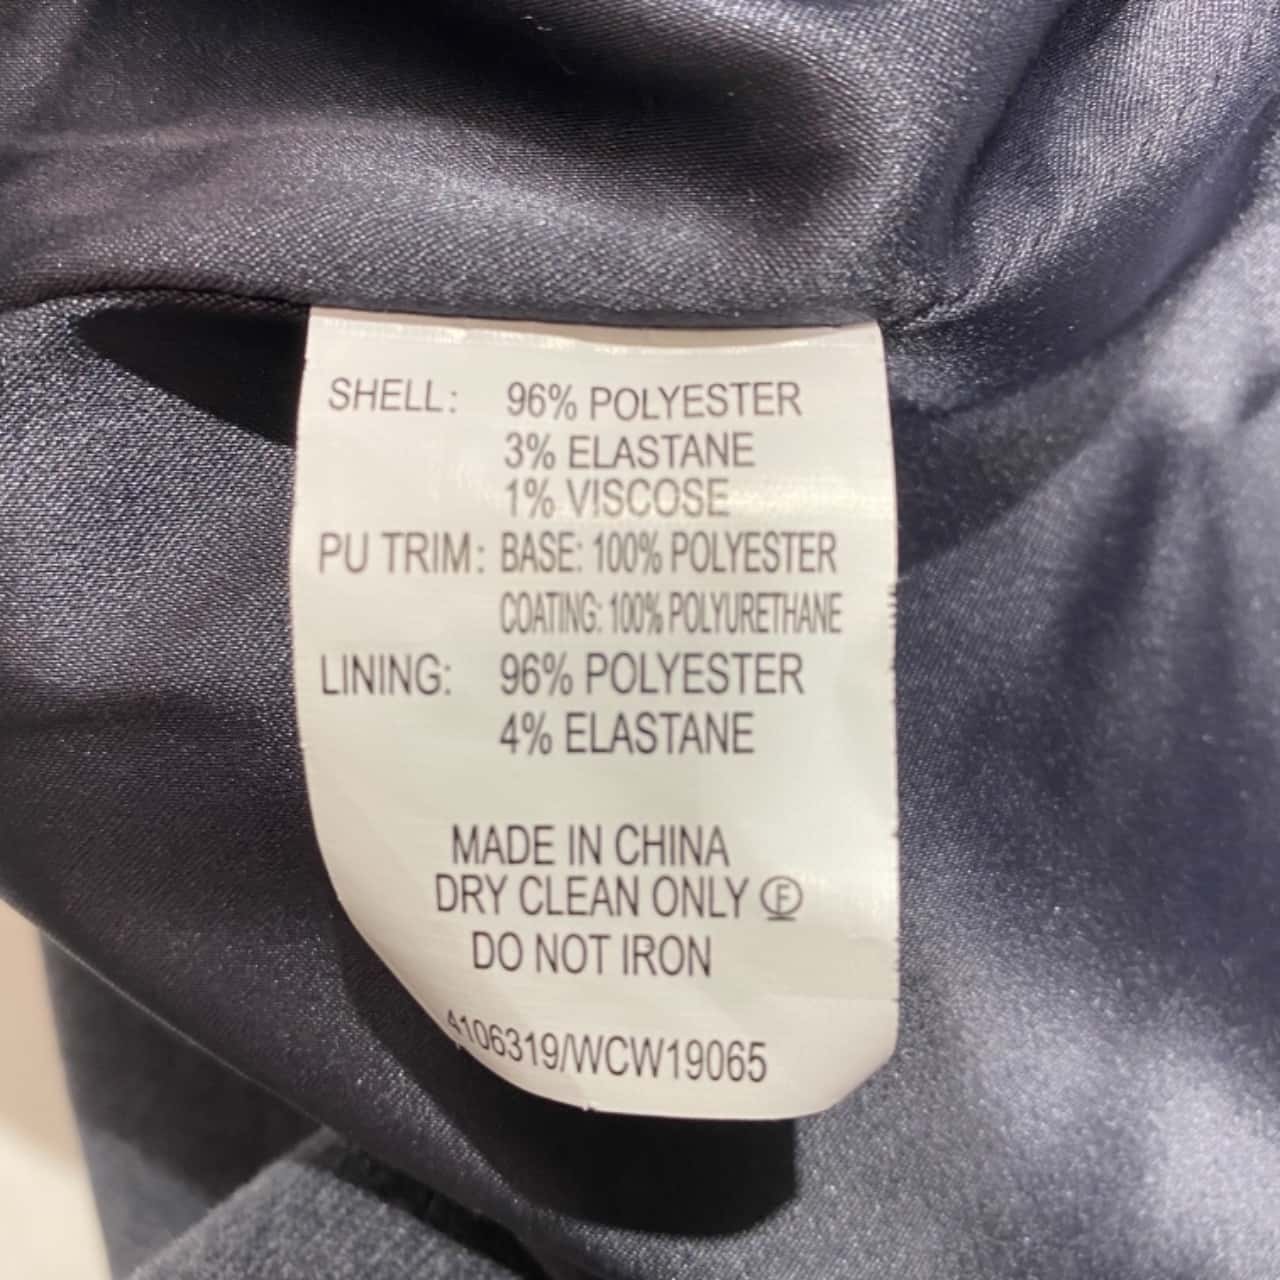 SHELL: 96% POLYESTER
3% ELASTANE
1% VISCOSE
PU TRIM: BASE: 100% POLYESTER
COATING: 100% POLYURETHANE
LINING: 96% POLYESTER
4% ELASTANE
MADE IN CHINA
DRY CLEAN ONLY Ⓕ
DO NOT IRON
4106319/WCW19065